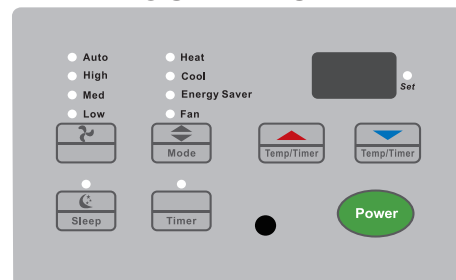 Auto
High
Med
Low
Heat
Cool
Energy Saver
Fan
Set
Mode
Temp/Timer
Temp/Timer
Sleep
Timer
Power